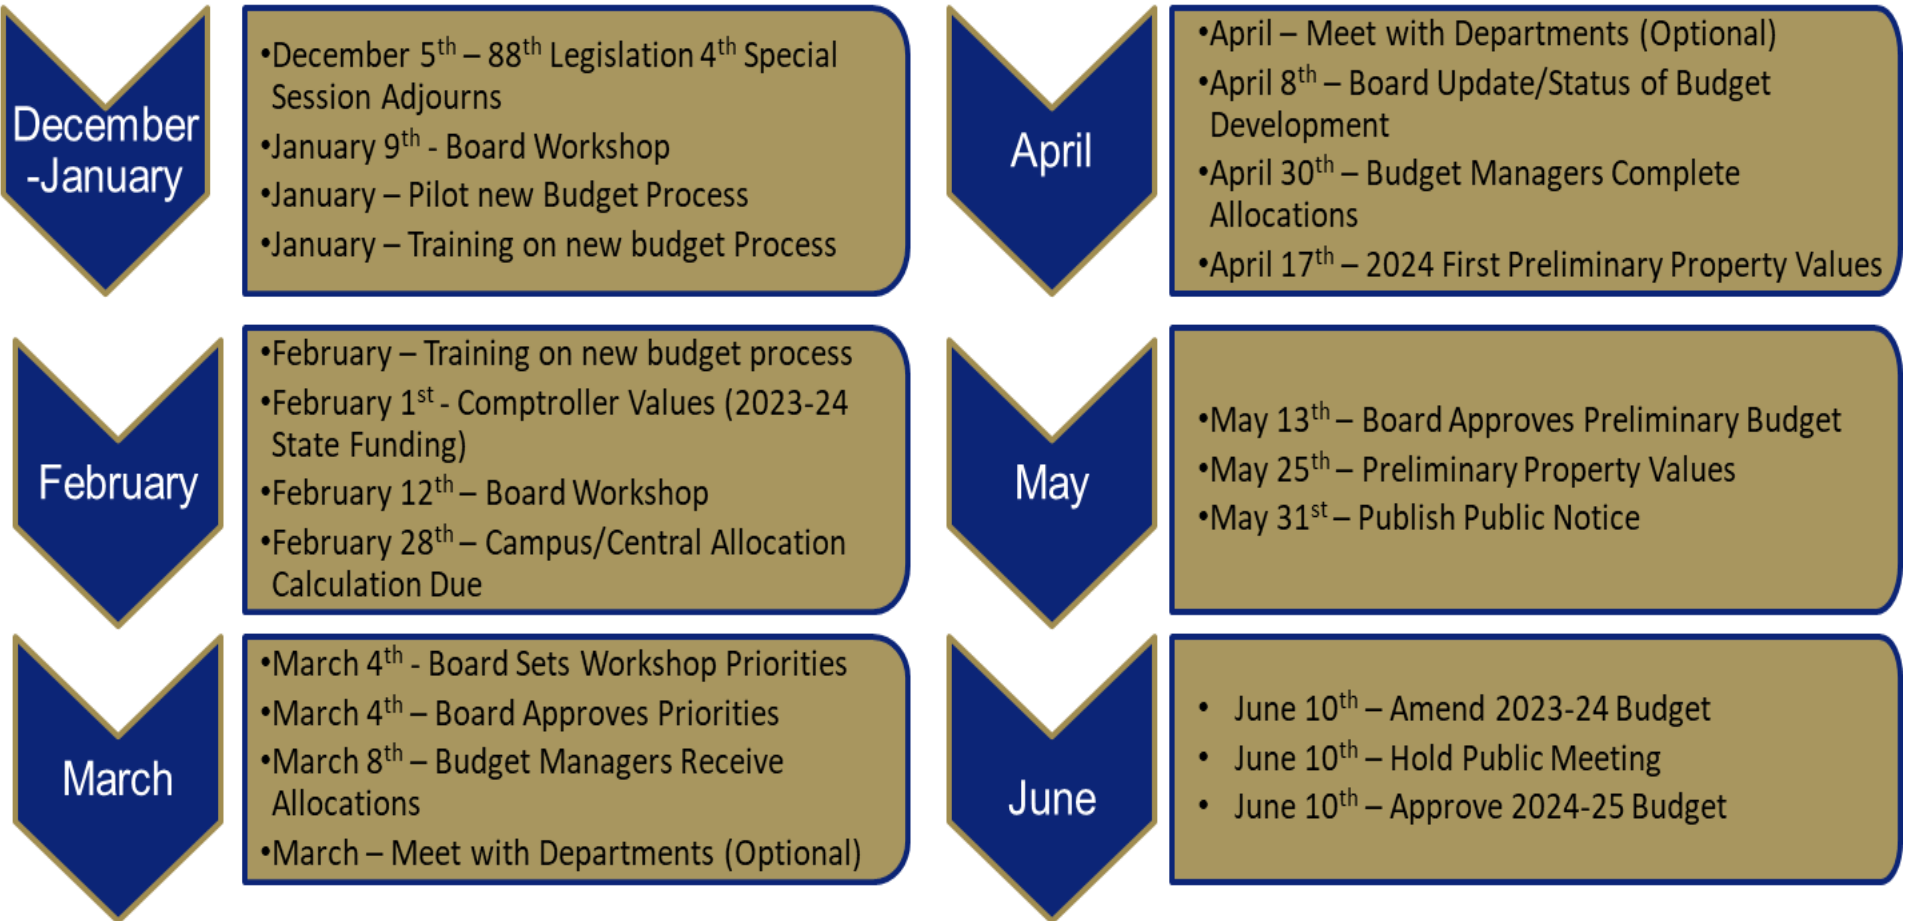 December
-January
•December 5th – 88th Legislation 4th Special
Session Adjourns
•January 9th - Board Workshop
•January – Pilot new Budget Process
•January – Training on new budget Process
February
•February – Training on new budget process
•February 1st - Comptroller Values (2023-24
State Funding)
•February 12th – Board Workshop
•February 28th – Campus/Central Allocation
Calculation Due
March
•March 4th - Board Sets Workshop Priorities
•March 4th – Board Approves Priorities
•March 8th – Budget Managers Receive
Allocations
•March – Meet with Departments (Optional)
April
•April – Meet with Departments (Optional)
•April 8th – Board Update/Status of Budget
Development
•April 30th – Budget Managers Complete
Allocations
•April 17th – 2024 First Preliminary Property Values
May
•May 13th – Board Approves Preliminary Budget
•May 25th – Preliminary Property Values
•May 31st – Publish Public Notice
June
• June 10th – Amend 2023-24 Budget
• June 10th – Hold Public Meeting
• June 10th – Approve 2024-25 Budget